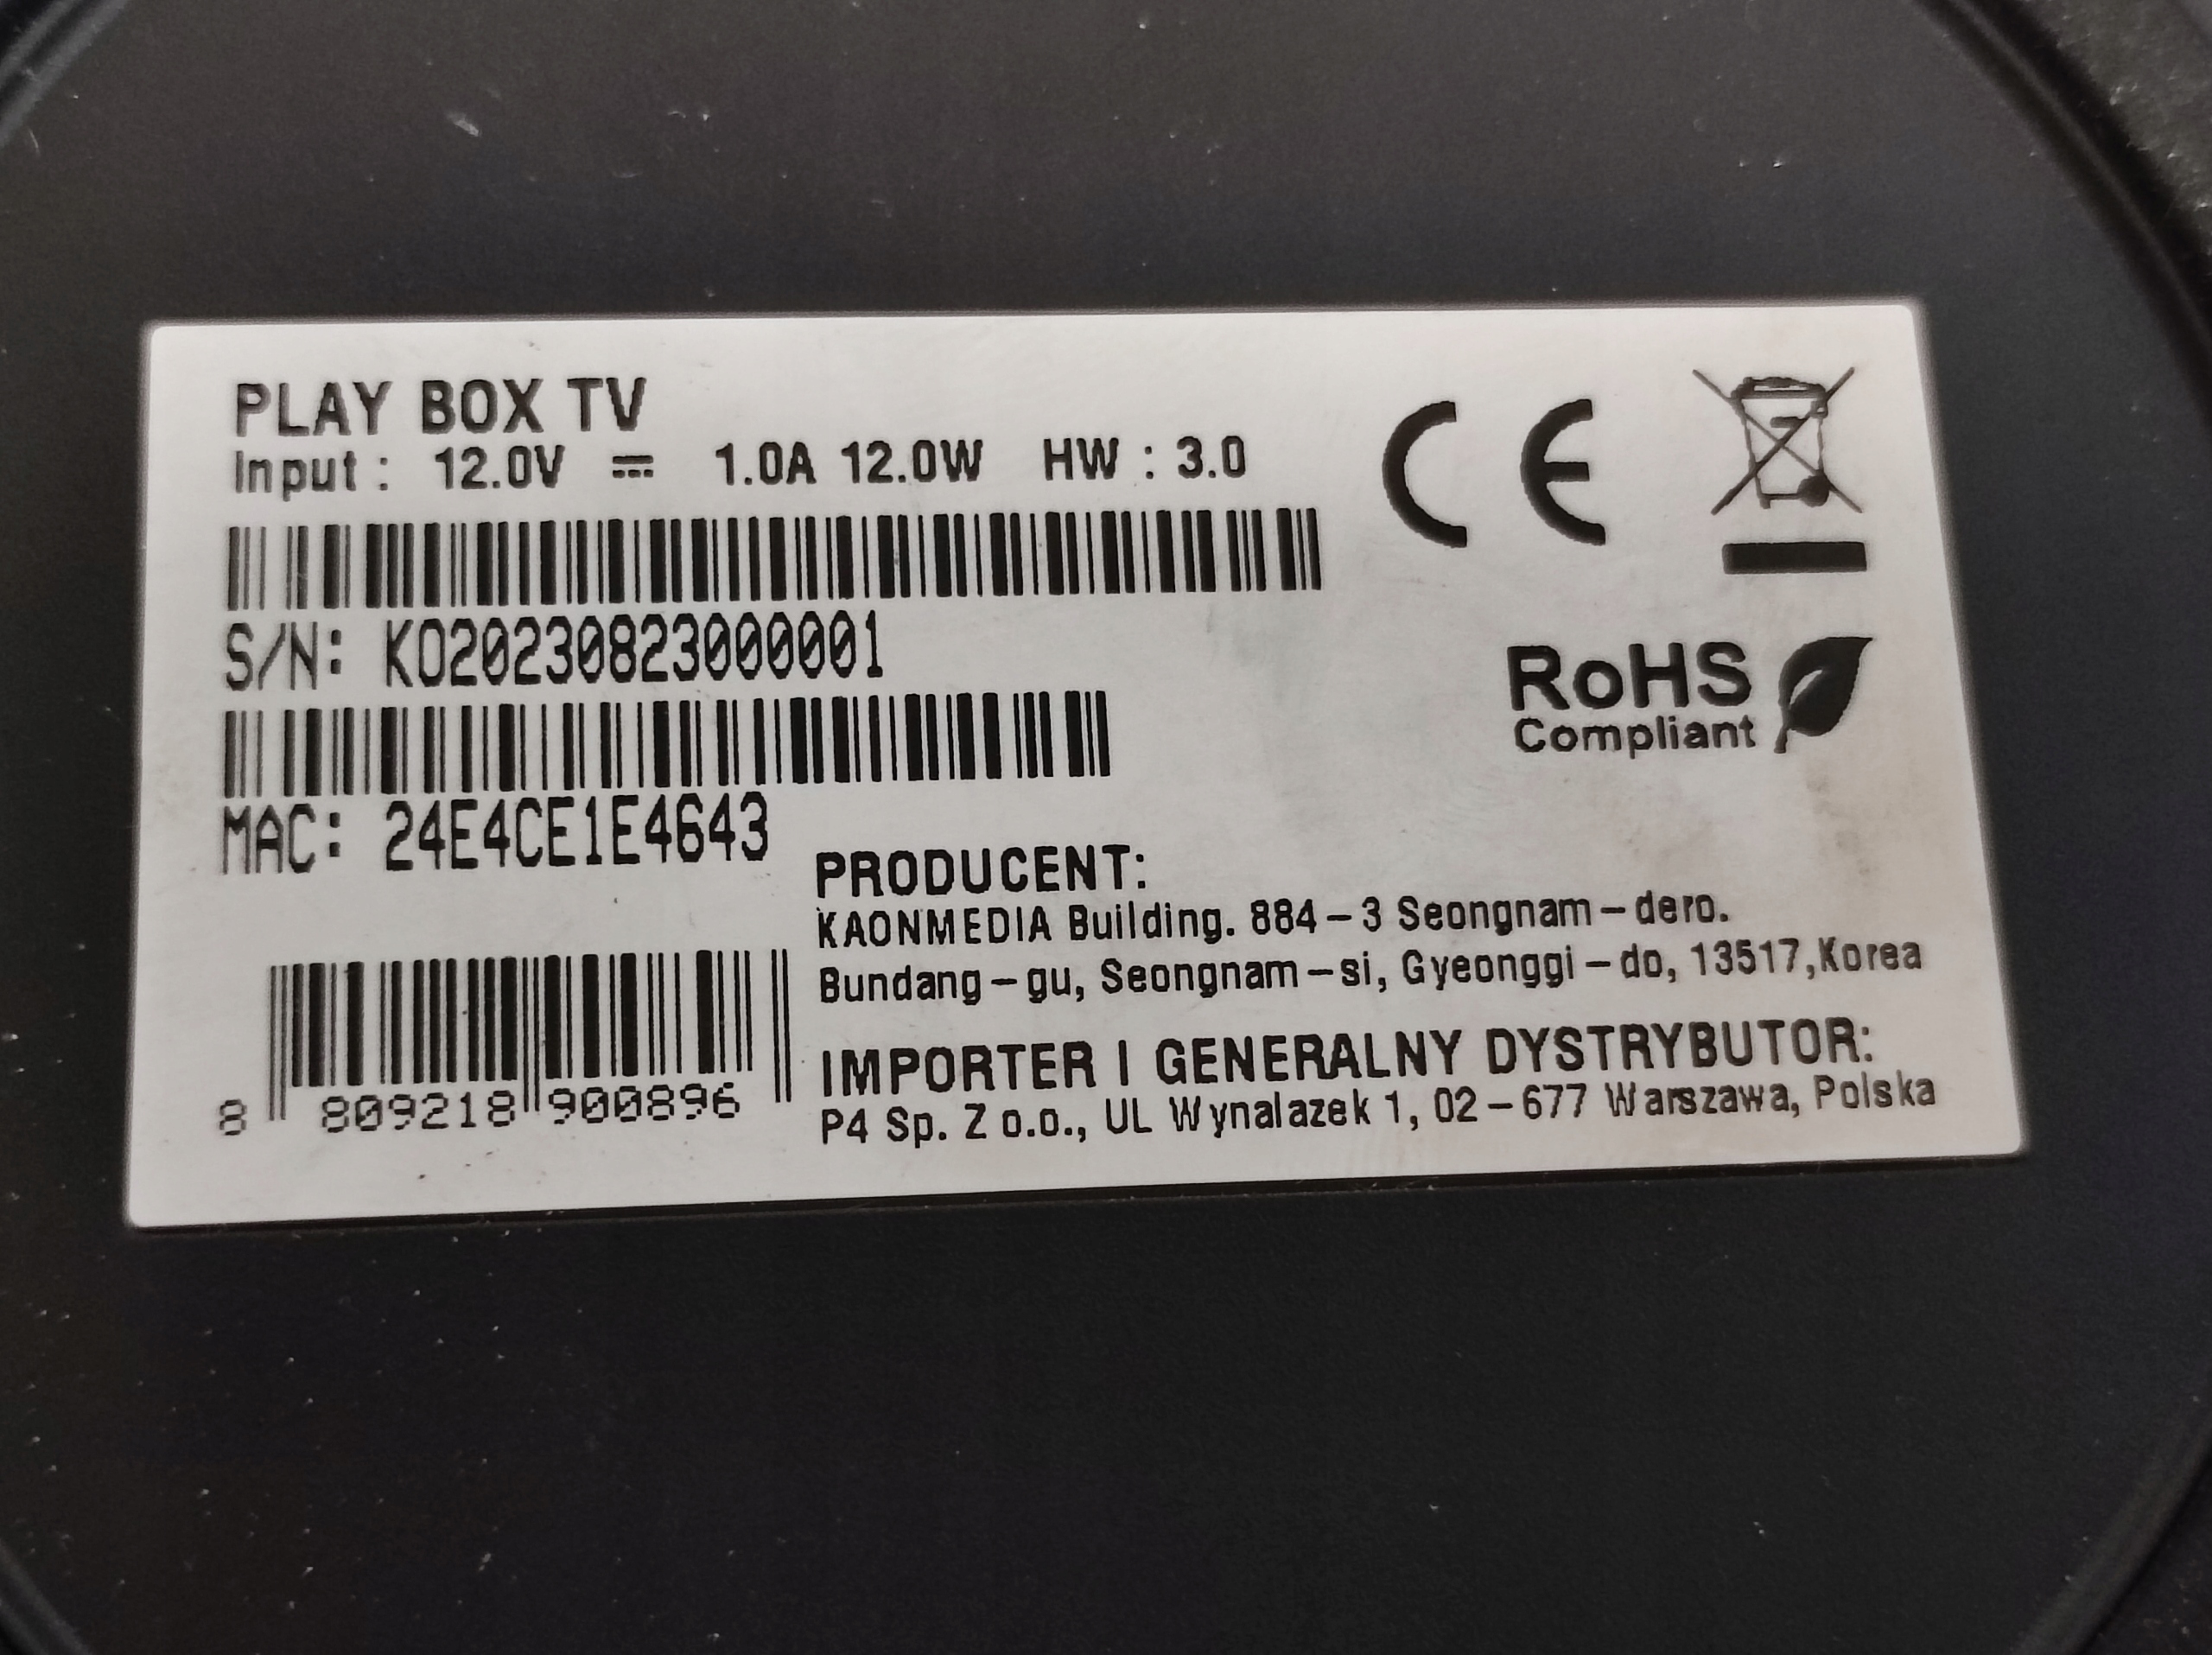 PLAY BOX TV
Input : 12.0V ⎓ 1.0A 12.0W HW : 3.0
CE
S/N: KO20230823000001
RoHS
Compliant
MAC: 24E4CE1E4643
PRODUCENT:
KAONMEDIA Building. 884-3 Seongnam-dero.
Bundang-gu, Seongnam-si, Gyeonggi-do, 13517,Korea
IMPORTER I GENERALNY DYSTRYBUTOR:
P4 Sp. Z o.o., UL Wynalazek 1, 02-677 Warszawa, Polska
8 809218 900896